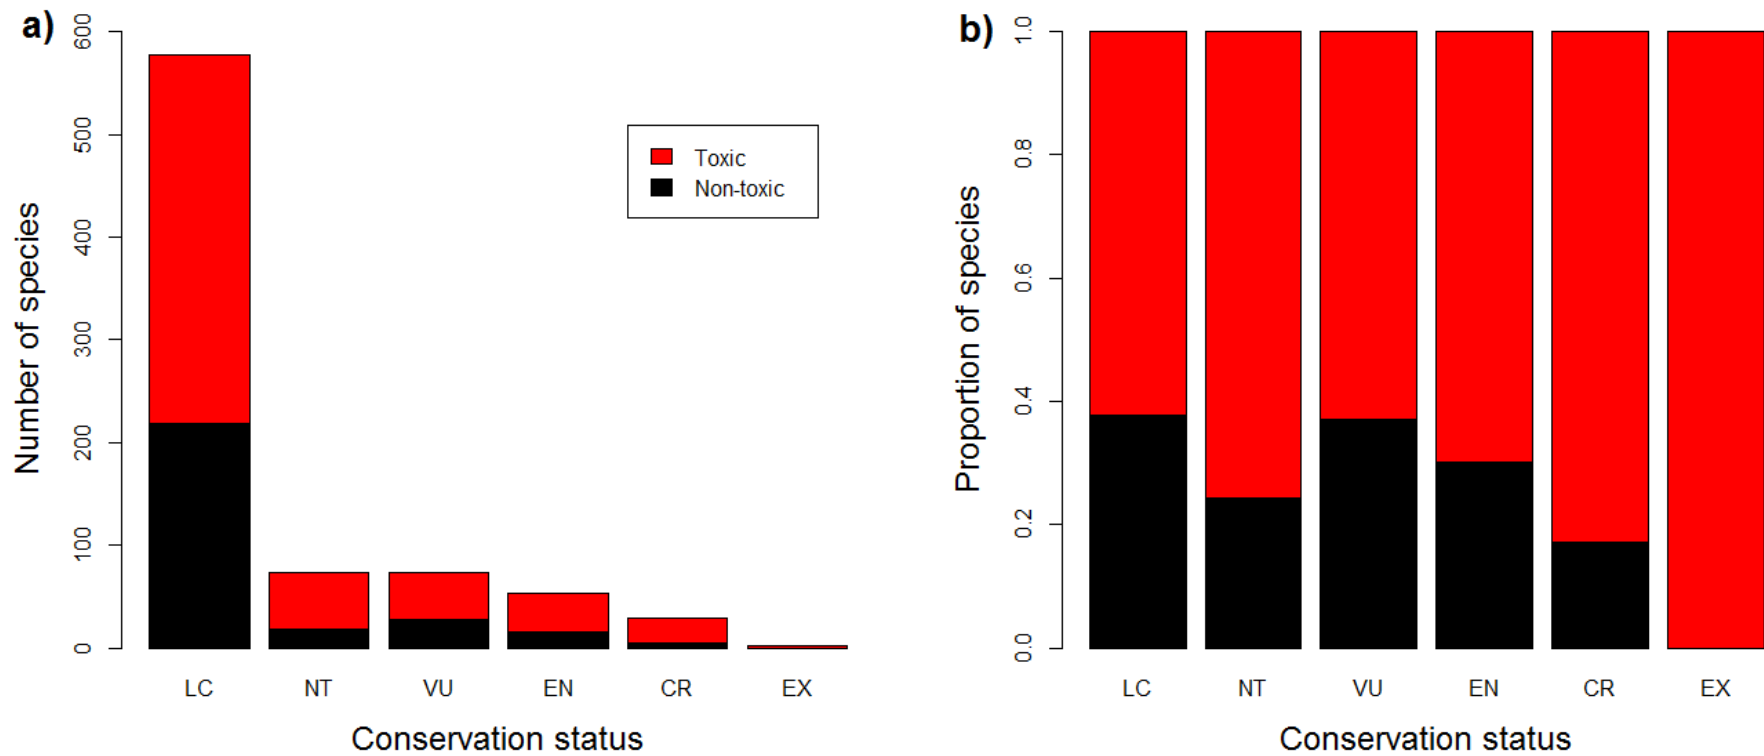 a)
Number of species
600
500
400
300
200
100
0
Toxic
Non-toxic
LC NT VU EN CR EX
Conservation status
b)
Proportion of species
1.0
0.8
0.6
0.4
0.2
0.0
LC NT VU EN CR EX
Conservation status